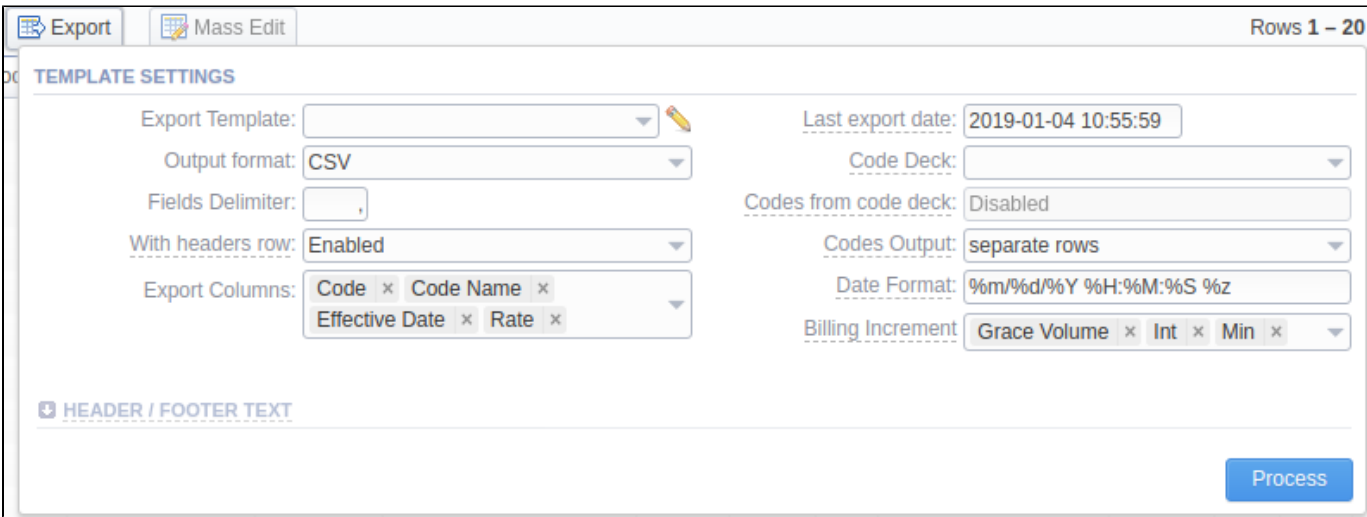 Export
Mass Edit
Rows 1 – 20
TEMPLATE SETTINGS
Export Template:
Output format: CSV
Fields Delimiter: ,
With headers row: Enabled
Export Columns: Code × Code Name ×
Effective Date × Rate ×
Last export date: 2019-01-04 10:55:59
Code Deck:
Codes from code deck: Disabled
Codes Output: separate rows
Date Format: %m/%d/%Y %H:%M:%S %z
Billing Increment Grace Volume × Int × Min ×
HEADER / FOOTER TEXT
Process